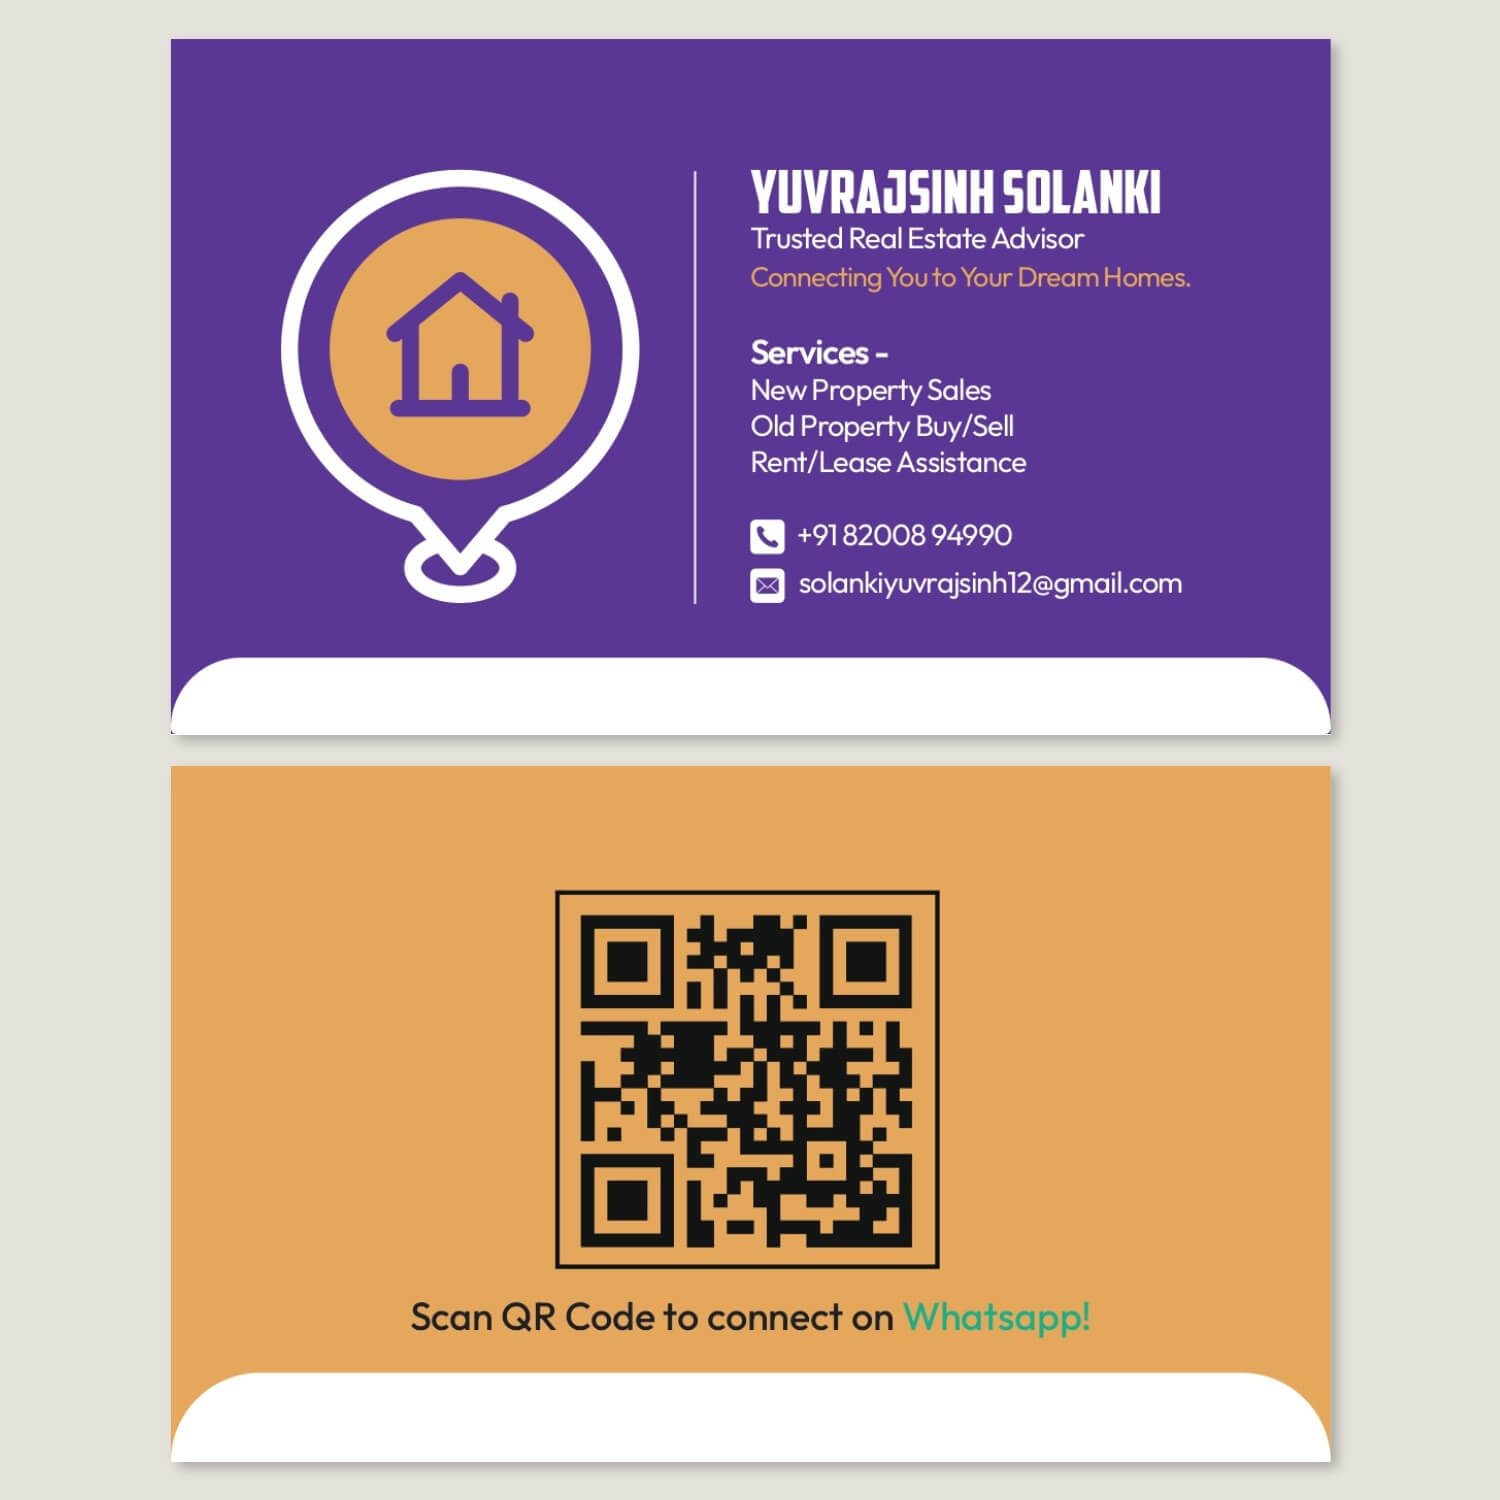 YUVRAJSINH SOLANKI
Trusted Real Estate Advisor
Connecting You to Your Dream Homes.
Services -
New Property Sales
Old Property Buy/Sell
Rent/Lease Assistance
+91 82008 94990
solankiyuvrajsinh12@gmail.com
Scan QR Code to connect on Whatsapp!